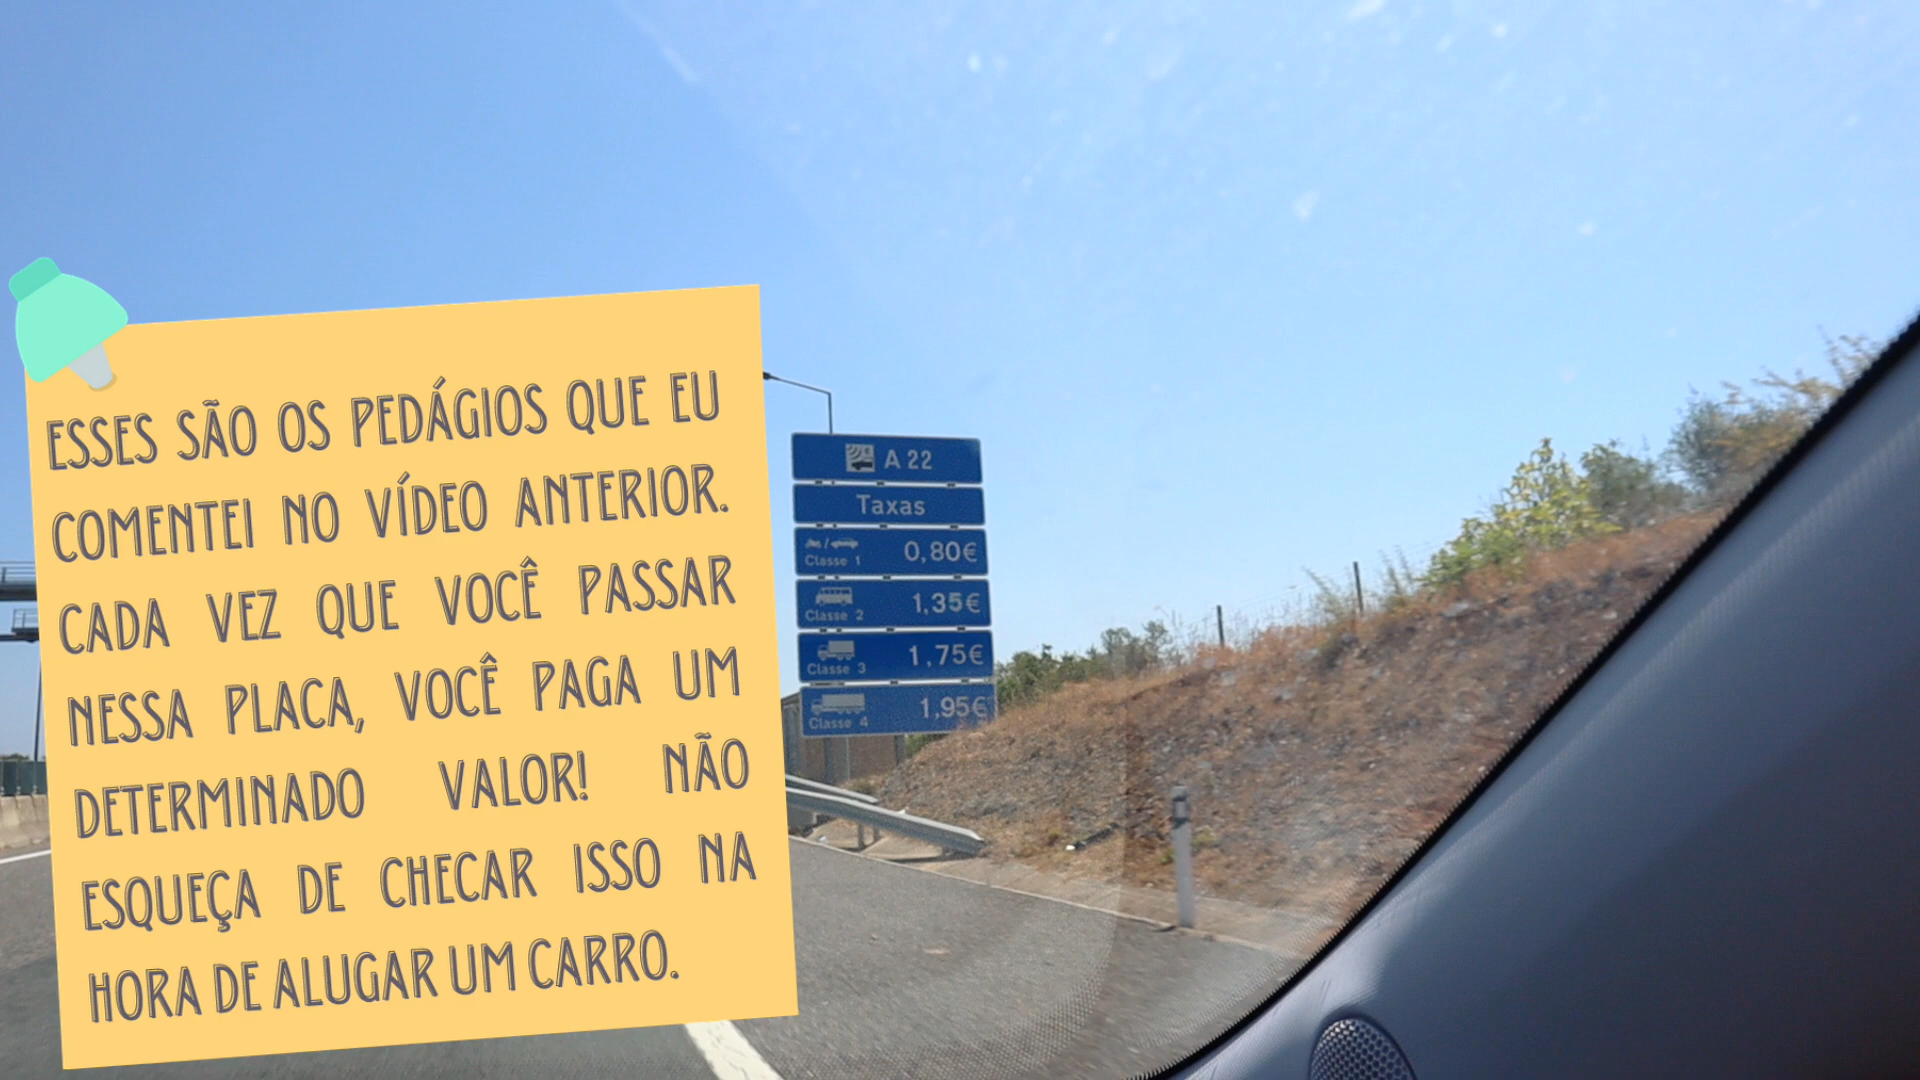 ESSES SÃO OS PEDÁGIOS QUE EU
COMENTEI NO VÍDEO ANTERIOR.
CADA VEZ QUE VOCÊ PASSAR
NESSA PLACA, VOCÊ PAGA UM
DETERMINADO VALOR! NÃO
ESQUEÇA DE CHECAR ISSO NA
HORA DE ALUGAR UM CARRO.
A 22
Taxas
Classe 1 0,80€
Classe 2 1,35€
Classe 3 1,75€
Classe 4 1,95€